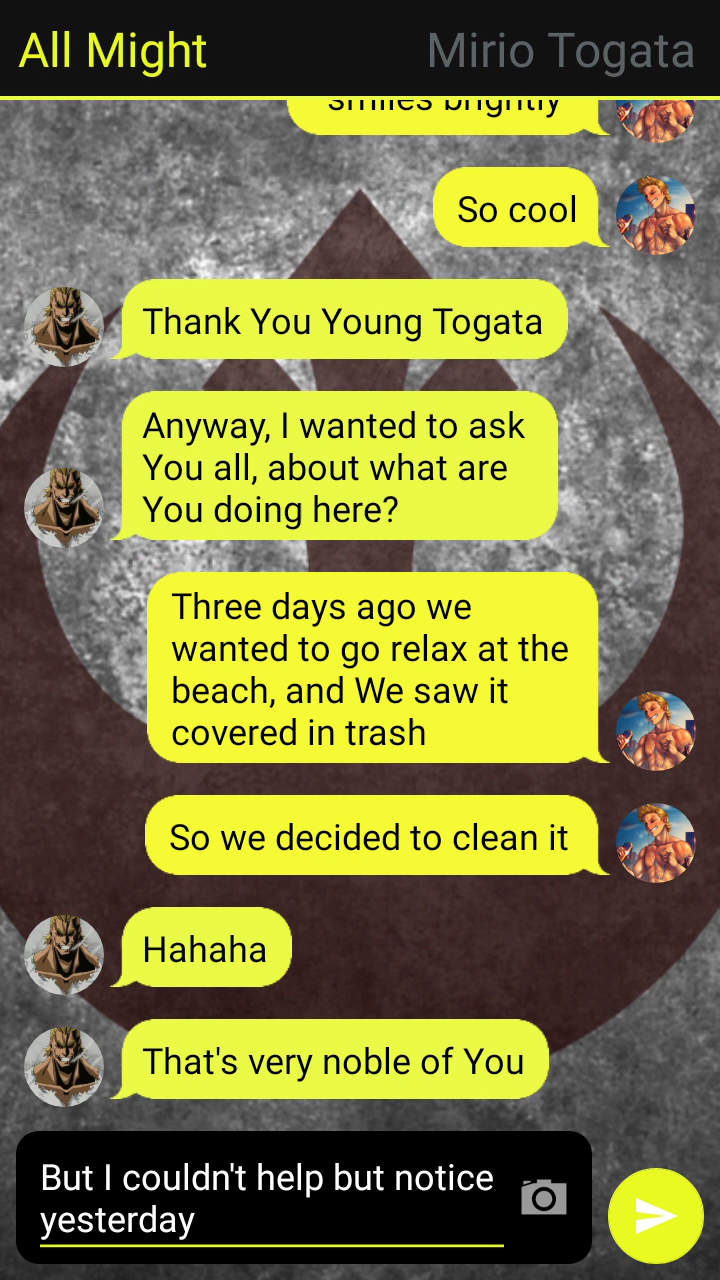 All Might
Mirio Togata
smiles brightly
So cool
Thank You Young Togata
Anyway, I wanted to ask
You all, about what are
You doing here?
Three days ago we
wanted to go relax at the
beach, and We saw it
covered in trash
So we decided to clean it
Hahaha
That's very noble of You
But I couldn't help but notice
yesterday